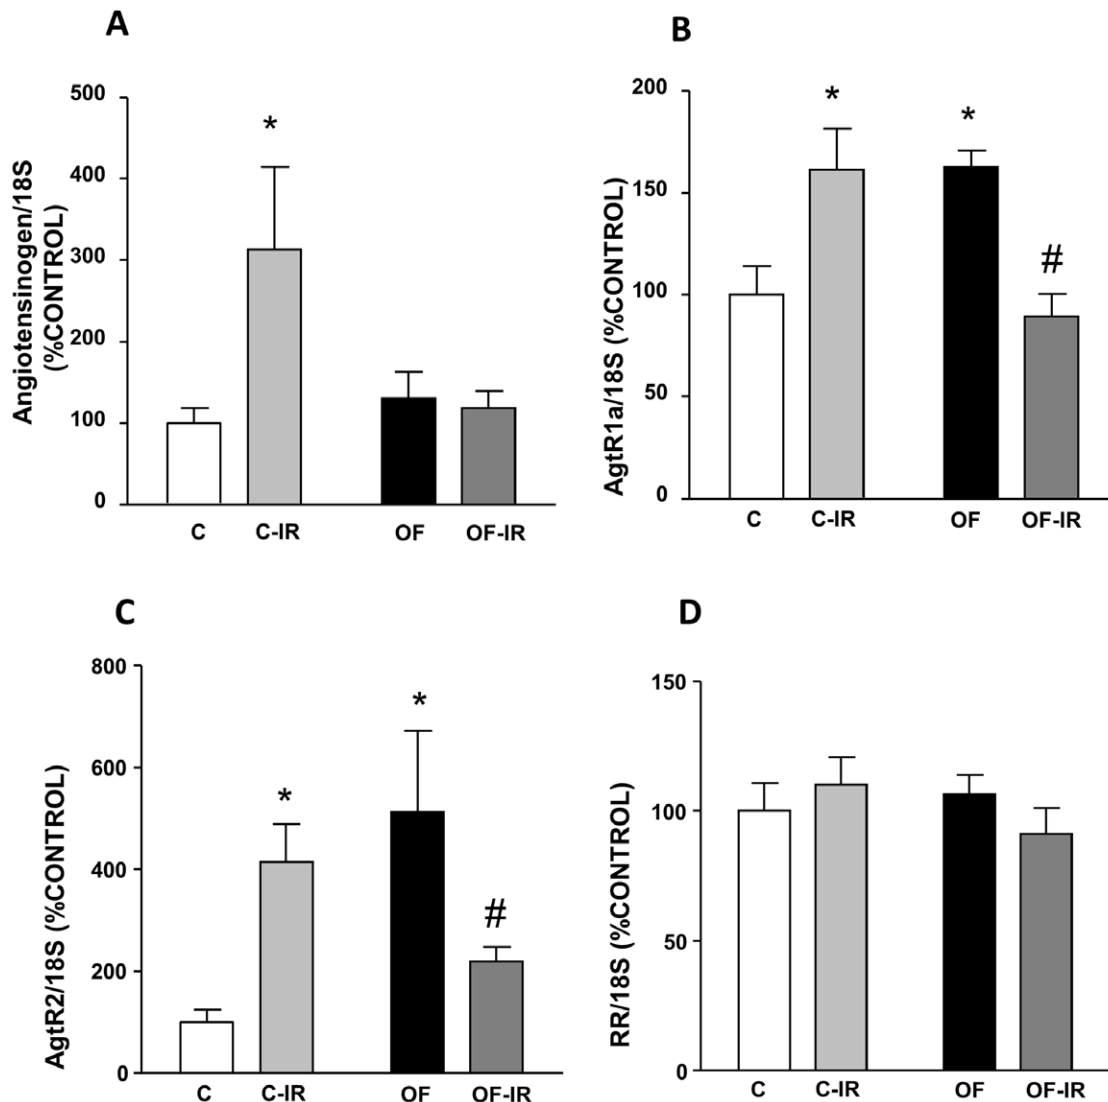 A
Angiotensinogen/18S
(%CONTROL)
500
400
300
200
100
0
*
C
C-IR
OF
OF-IR
B
AgtR1a/18S (%CONTROL)
200
150
100
50
0
*
*
#
C
C-IR
OF
OF-IR
C
AgtR2/18S (%CONTROL)
800
600
400
200
0
*
*
#
C
C-IR
OF
OF-IR
D
RR/18S (%CONTROL)
150
100
50
0
C
C-IR
OF
OF-IR